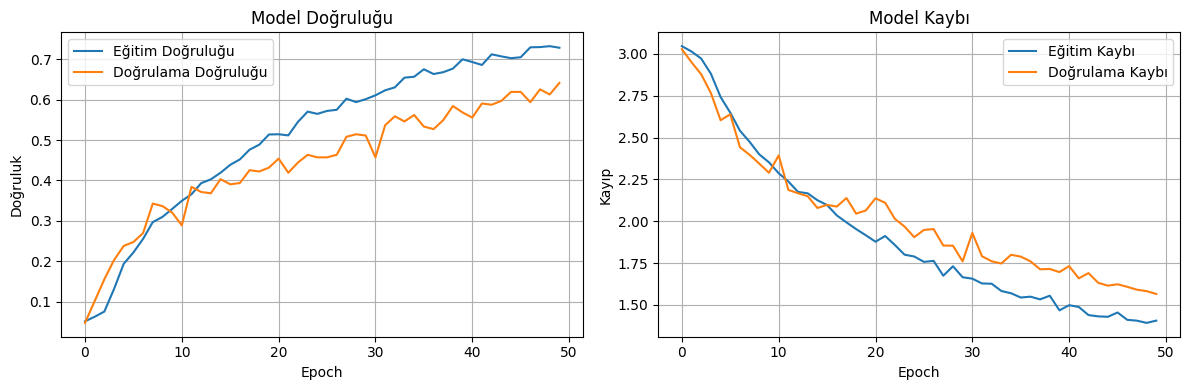 Model Doğruluğu
Eğitim Doğruluğu
Doğrulama Doğruluğu
Doğruluk
0.7
0.6
0.5
0.4
0.3
0.2
0.1
0 10 20 30 40 50
Epoch
Model Kaybı
Eğitim Kaybı
Doğrulama Kaybı
Kayıp
3.00
2.75
2.50
2.25
2.00
1.75
1.50
0 10 20 30 40 50
Epoch